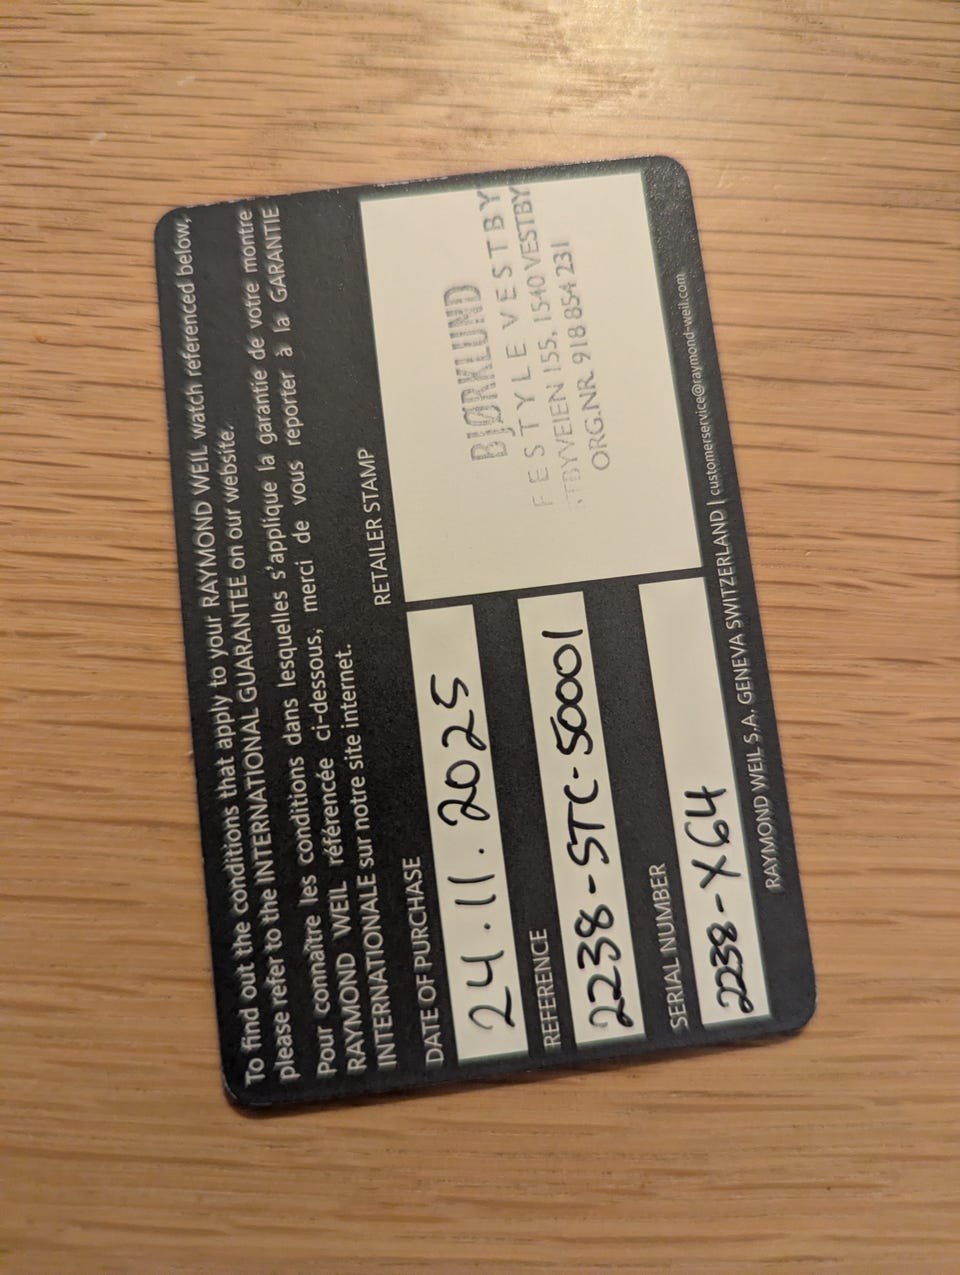 To find out the conditions that apply to your RAYMOND WEIL watch referenced below,
please refer to the INTERNATIONAL GUARANTEE on our website.
Pour connaître les conditions dans lesquelles s'applique la garantie de votre montre
RAYMOND WEIL référencée ci-dessous, merci de vous reporter à la GARANTIE
INTERNATIONALE sur notre site internet.
RETAILER STAMP
DATE OF PURCHASE
24.11.2025
REFERENCE
2238-STC-50001
SERIAL NUMBER
2238-X64
BJØRKLUND
FESTYLE VESTBY
TBYVEIEN 155, 1540 VESTBY
ORG.NR 918 854 231
RAYMOND WEIL S.A. GENEVA SWITZERLAND | customerservice@raymond-weil.com